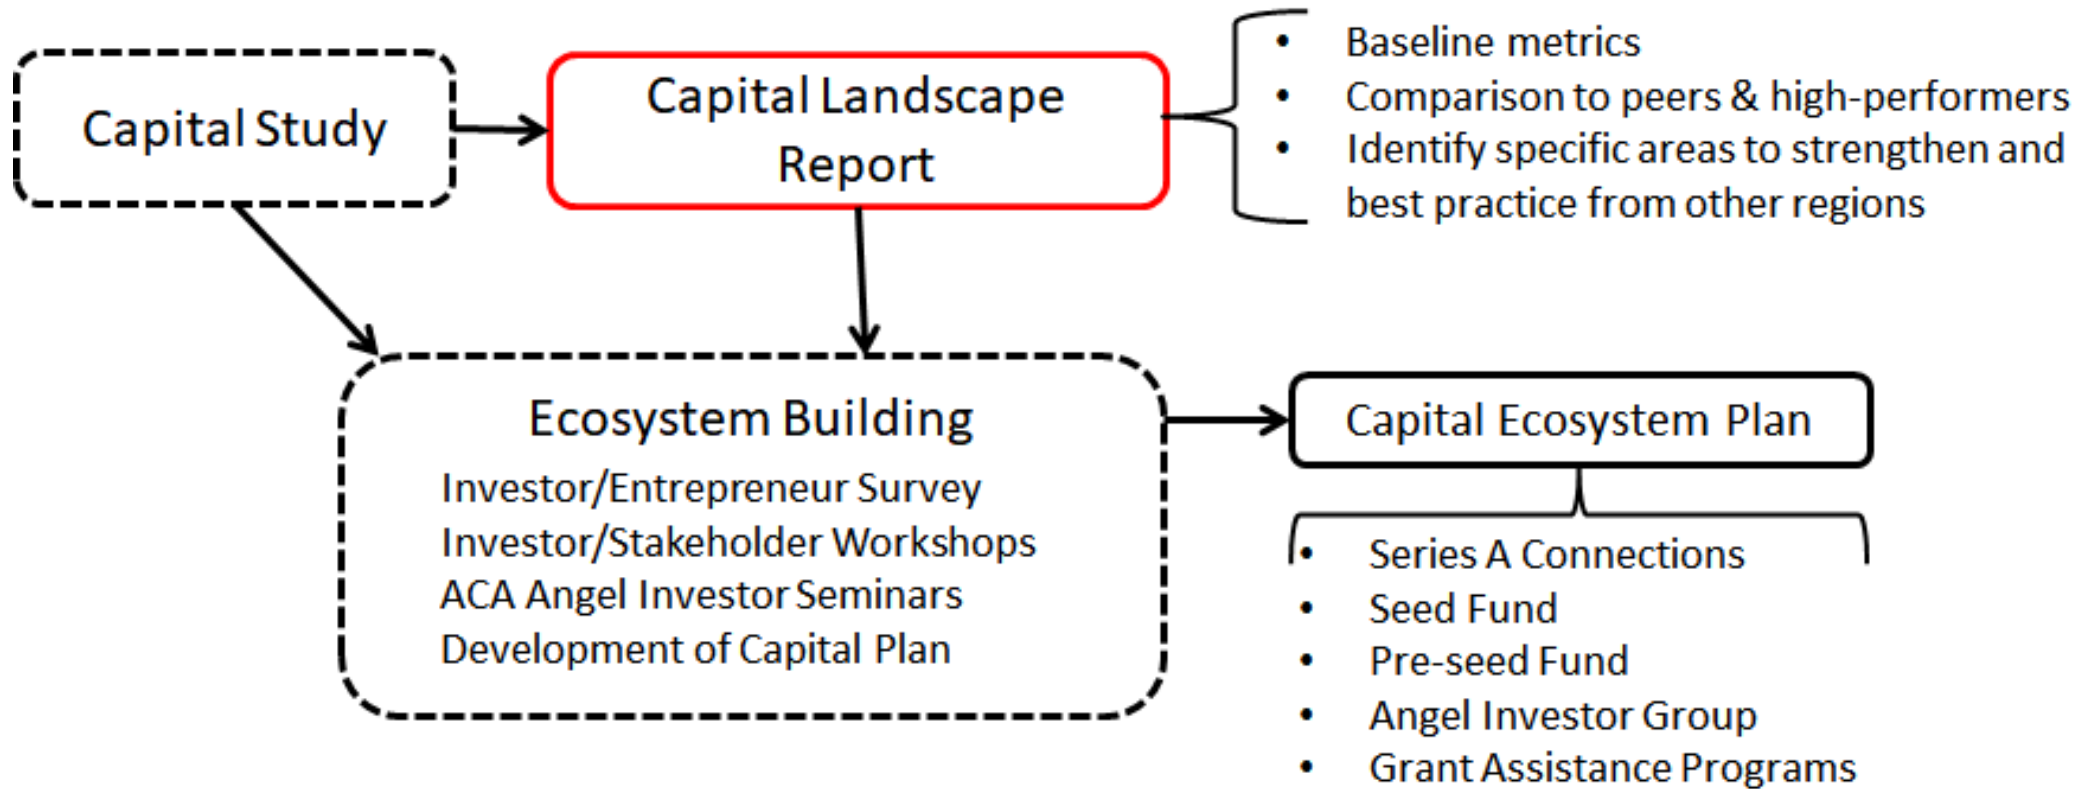 Capital Study
Capital Landscape
Report
• Baseline metrics
• Comparison to peers & high-performers
• Identify specific areas to strengthen and
best practice from other regions
Ecosystem Building
Investor/Entrepreneur Survey
Investor/Stakeholder Workshops
ACA Angel Investor Seminars
Development of Capital Plan
Capital Ecosystem Plan
• Series A Connections
• Seed Fund
• Pre-seed Fund
• Angel Investor Group
• Grant Assistance Programs